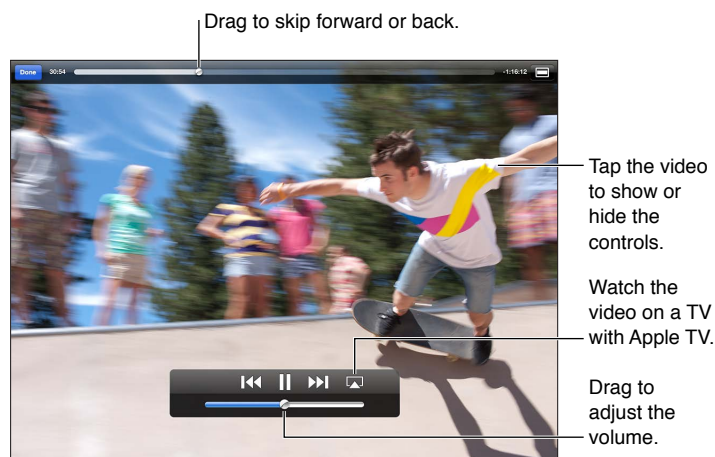 Drag to skip forward or back.
Done 30:54 -1:16:12
Tap the video
to show or
hide the
controls.
Watch the
video on a TV
with Apple TV.
Drag to
adjust the
volume.